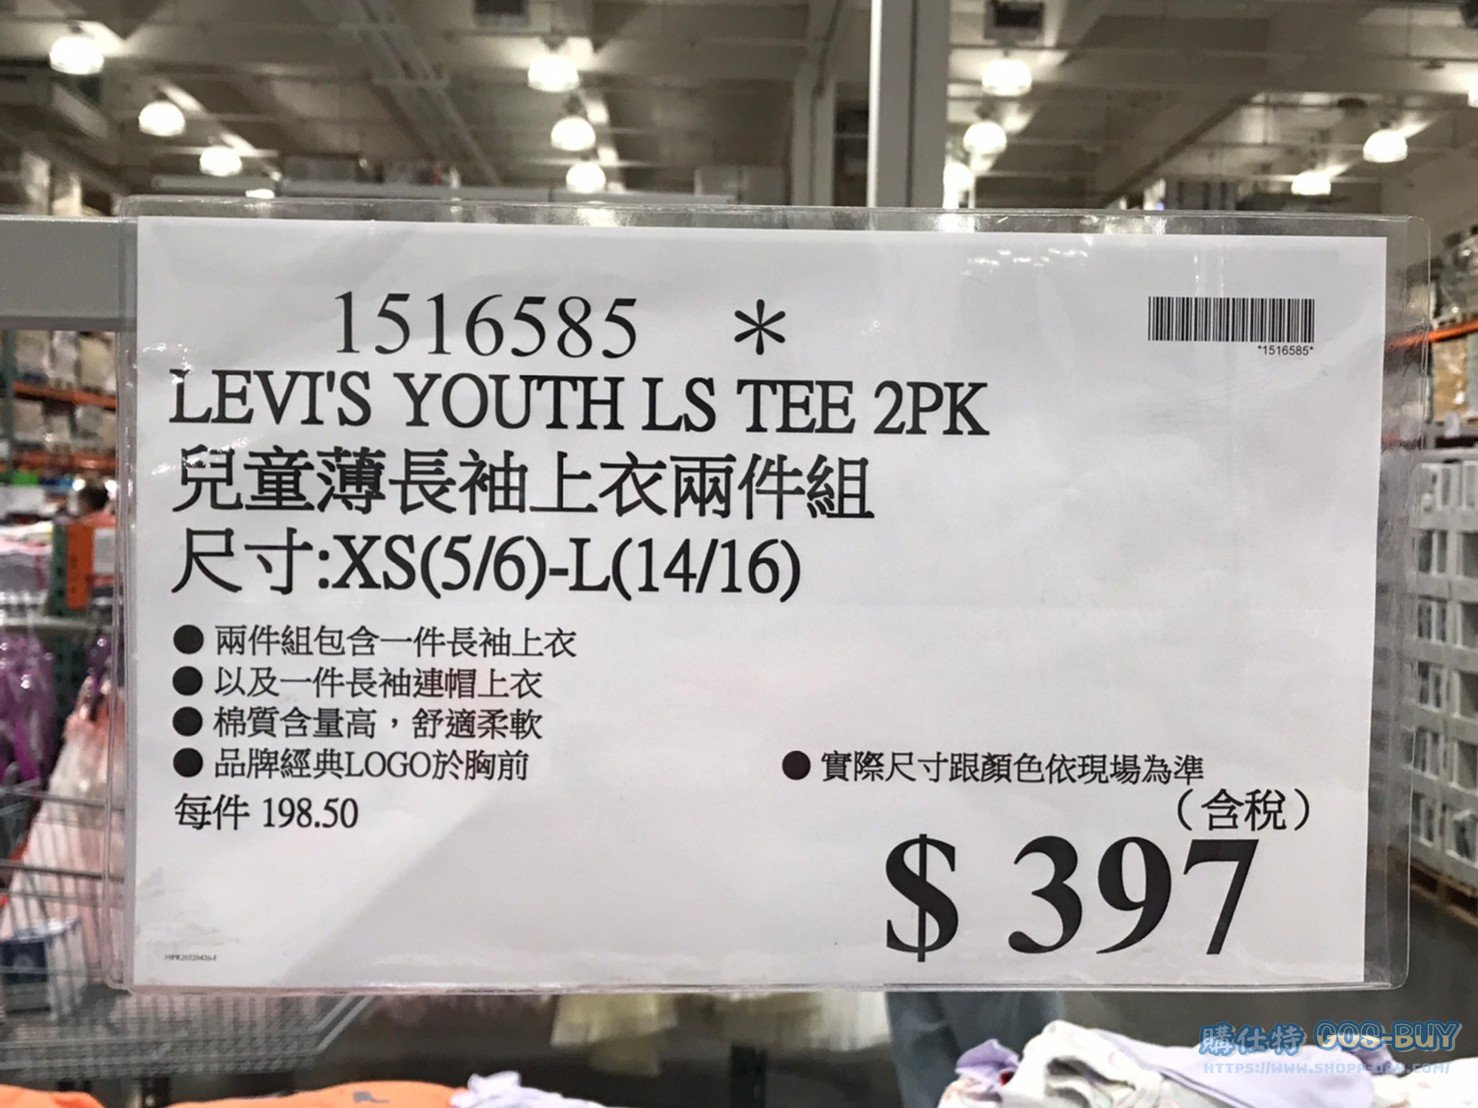 1516585 *
*1516585*
LEVI'S YOUTH LS TEE 2PK
兒童薄長袖上衣兩件組
尺寸:XS(5/6)-L(14/16)
● 兩件組包含一件長袖上衣
● 以及一件長袖連帽上衣
● 棉質含量高，舒適柔軟
● 品牌經典LOGO於胸前
每件 198.50
● 實際尺寸跟顏色依現場為準
（含稅）
$ 397
購仕特 COS-BUY